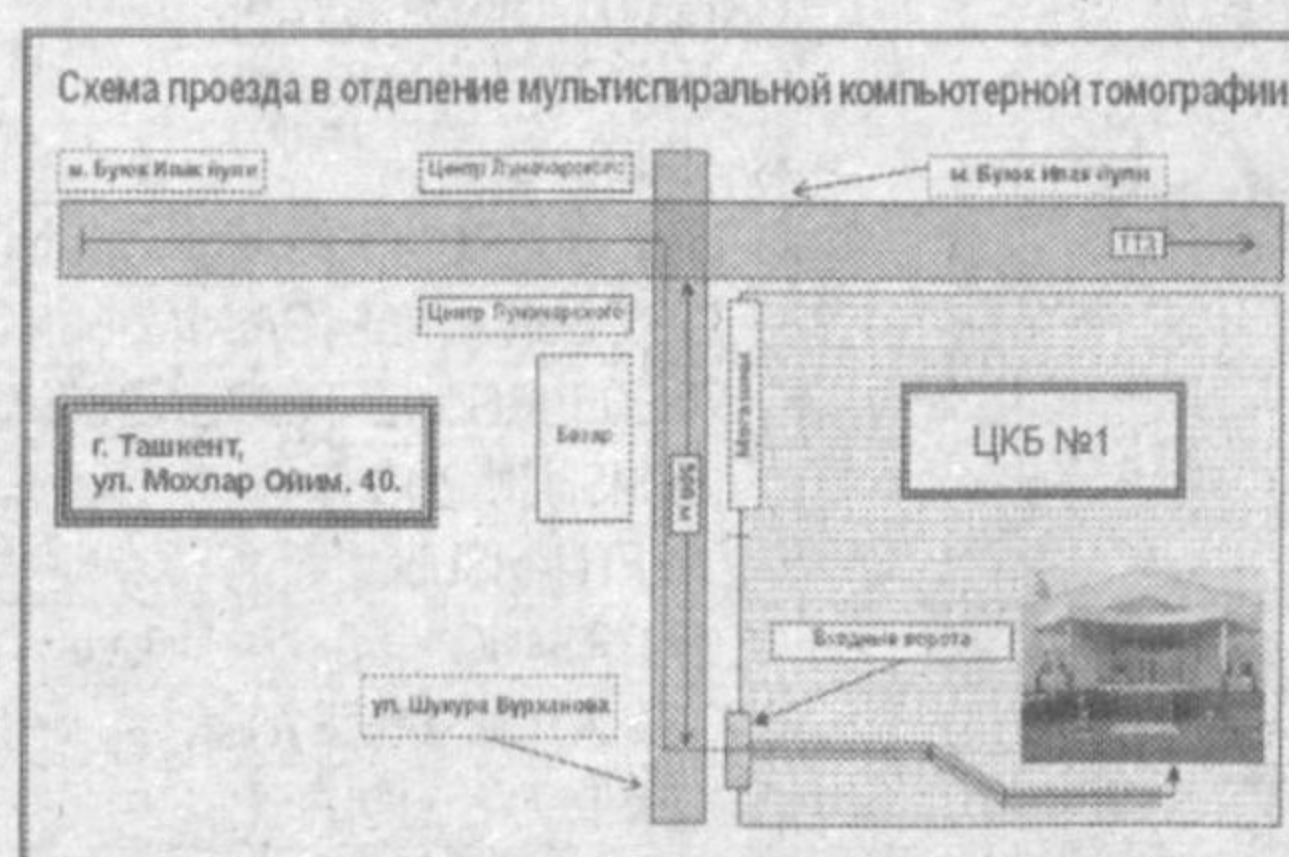 Схема проезда в отделение мультиспиральной компьютерной томографии
м. Буюк Ипак йули
Центр Луначарского
м. Буюк Ипак йули
ТТЗ
Центр Луначарского
г. Ташкент,
ул. Мохлар Ойим. 40.
Базар
500 м
ЦКБ №1
Входные ворота
ул. Шукура Бурханова